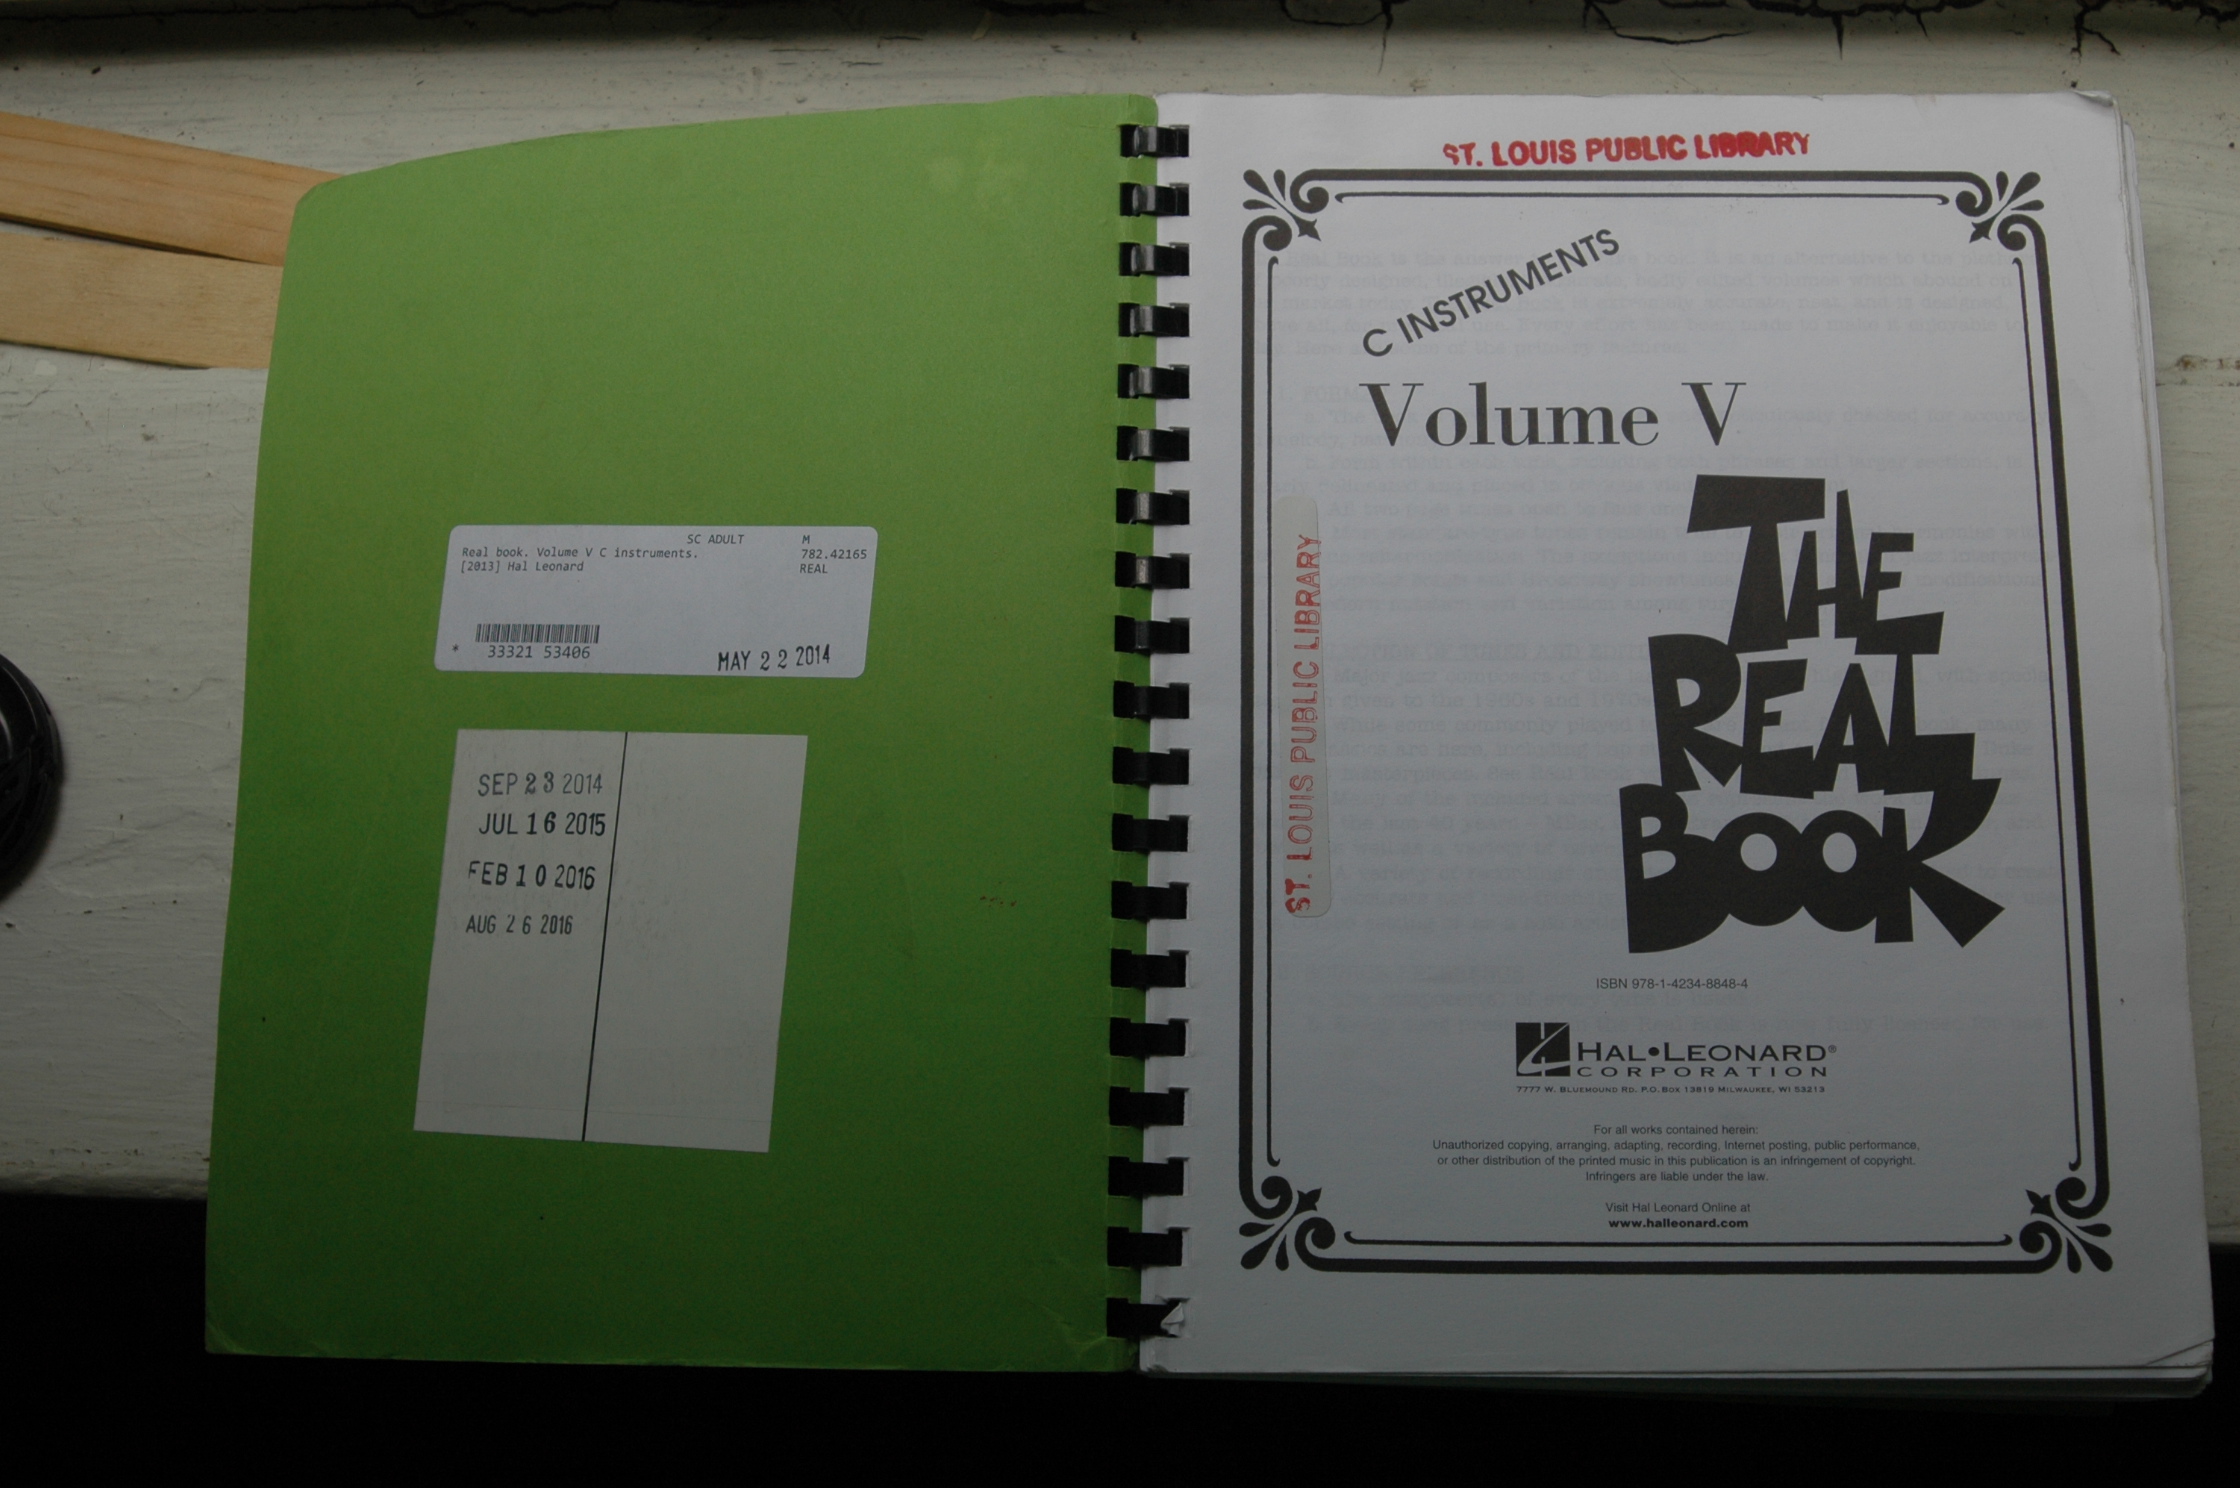 SC ADULT M
Real book. Volume V C instruments. 782.42165
[2013] Hal Leonard REAL
* 33321 53406
MAY 22 2014
SEP 23 2014
JUL 16 2015
FEB 10 2016
AUG 26 2016
ST. LOUIS PUBLIC LIBRARY
C INSTRUMENTS
Volume V
ST. LOUIS PUBLIC LIBRARY
THE
REAL
BOOK
ISBN 978-1-4234-8848-4
HAL•LEONARD®
CORPORATION
7777 W. BLUEMOUND RD. P.O. BOX 13819 MILWAUKEE, WI 53213
For all works contained herein:
Unauthorized copying, arranging, adapting, recording, Internet posting, public performance,
or other distribution of the printed music in this publication is an infringement of copyright.
Infringers are liable under the law.
Visit Hal Leonard Online at
www.halleonard.com